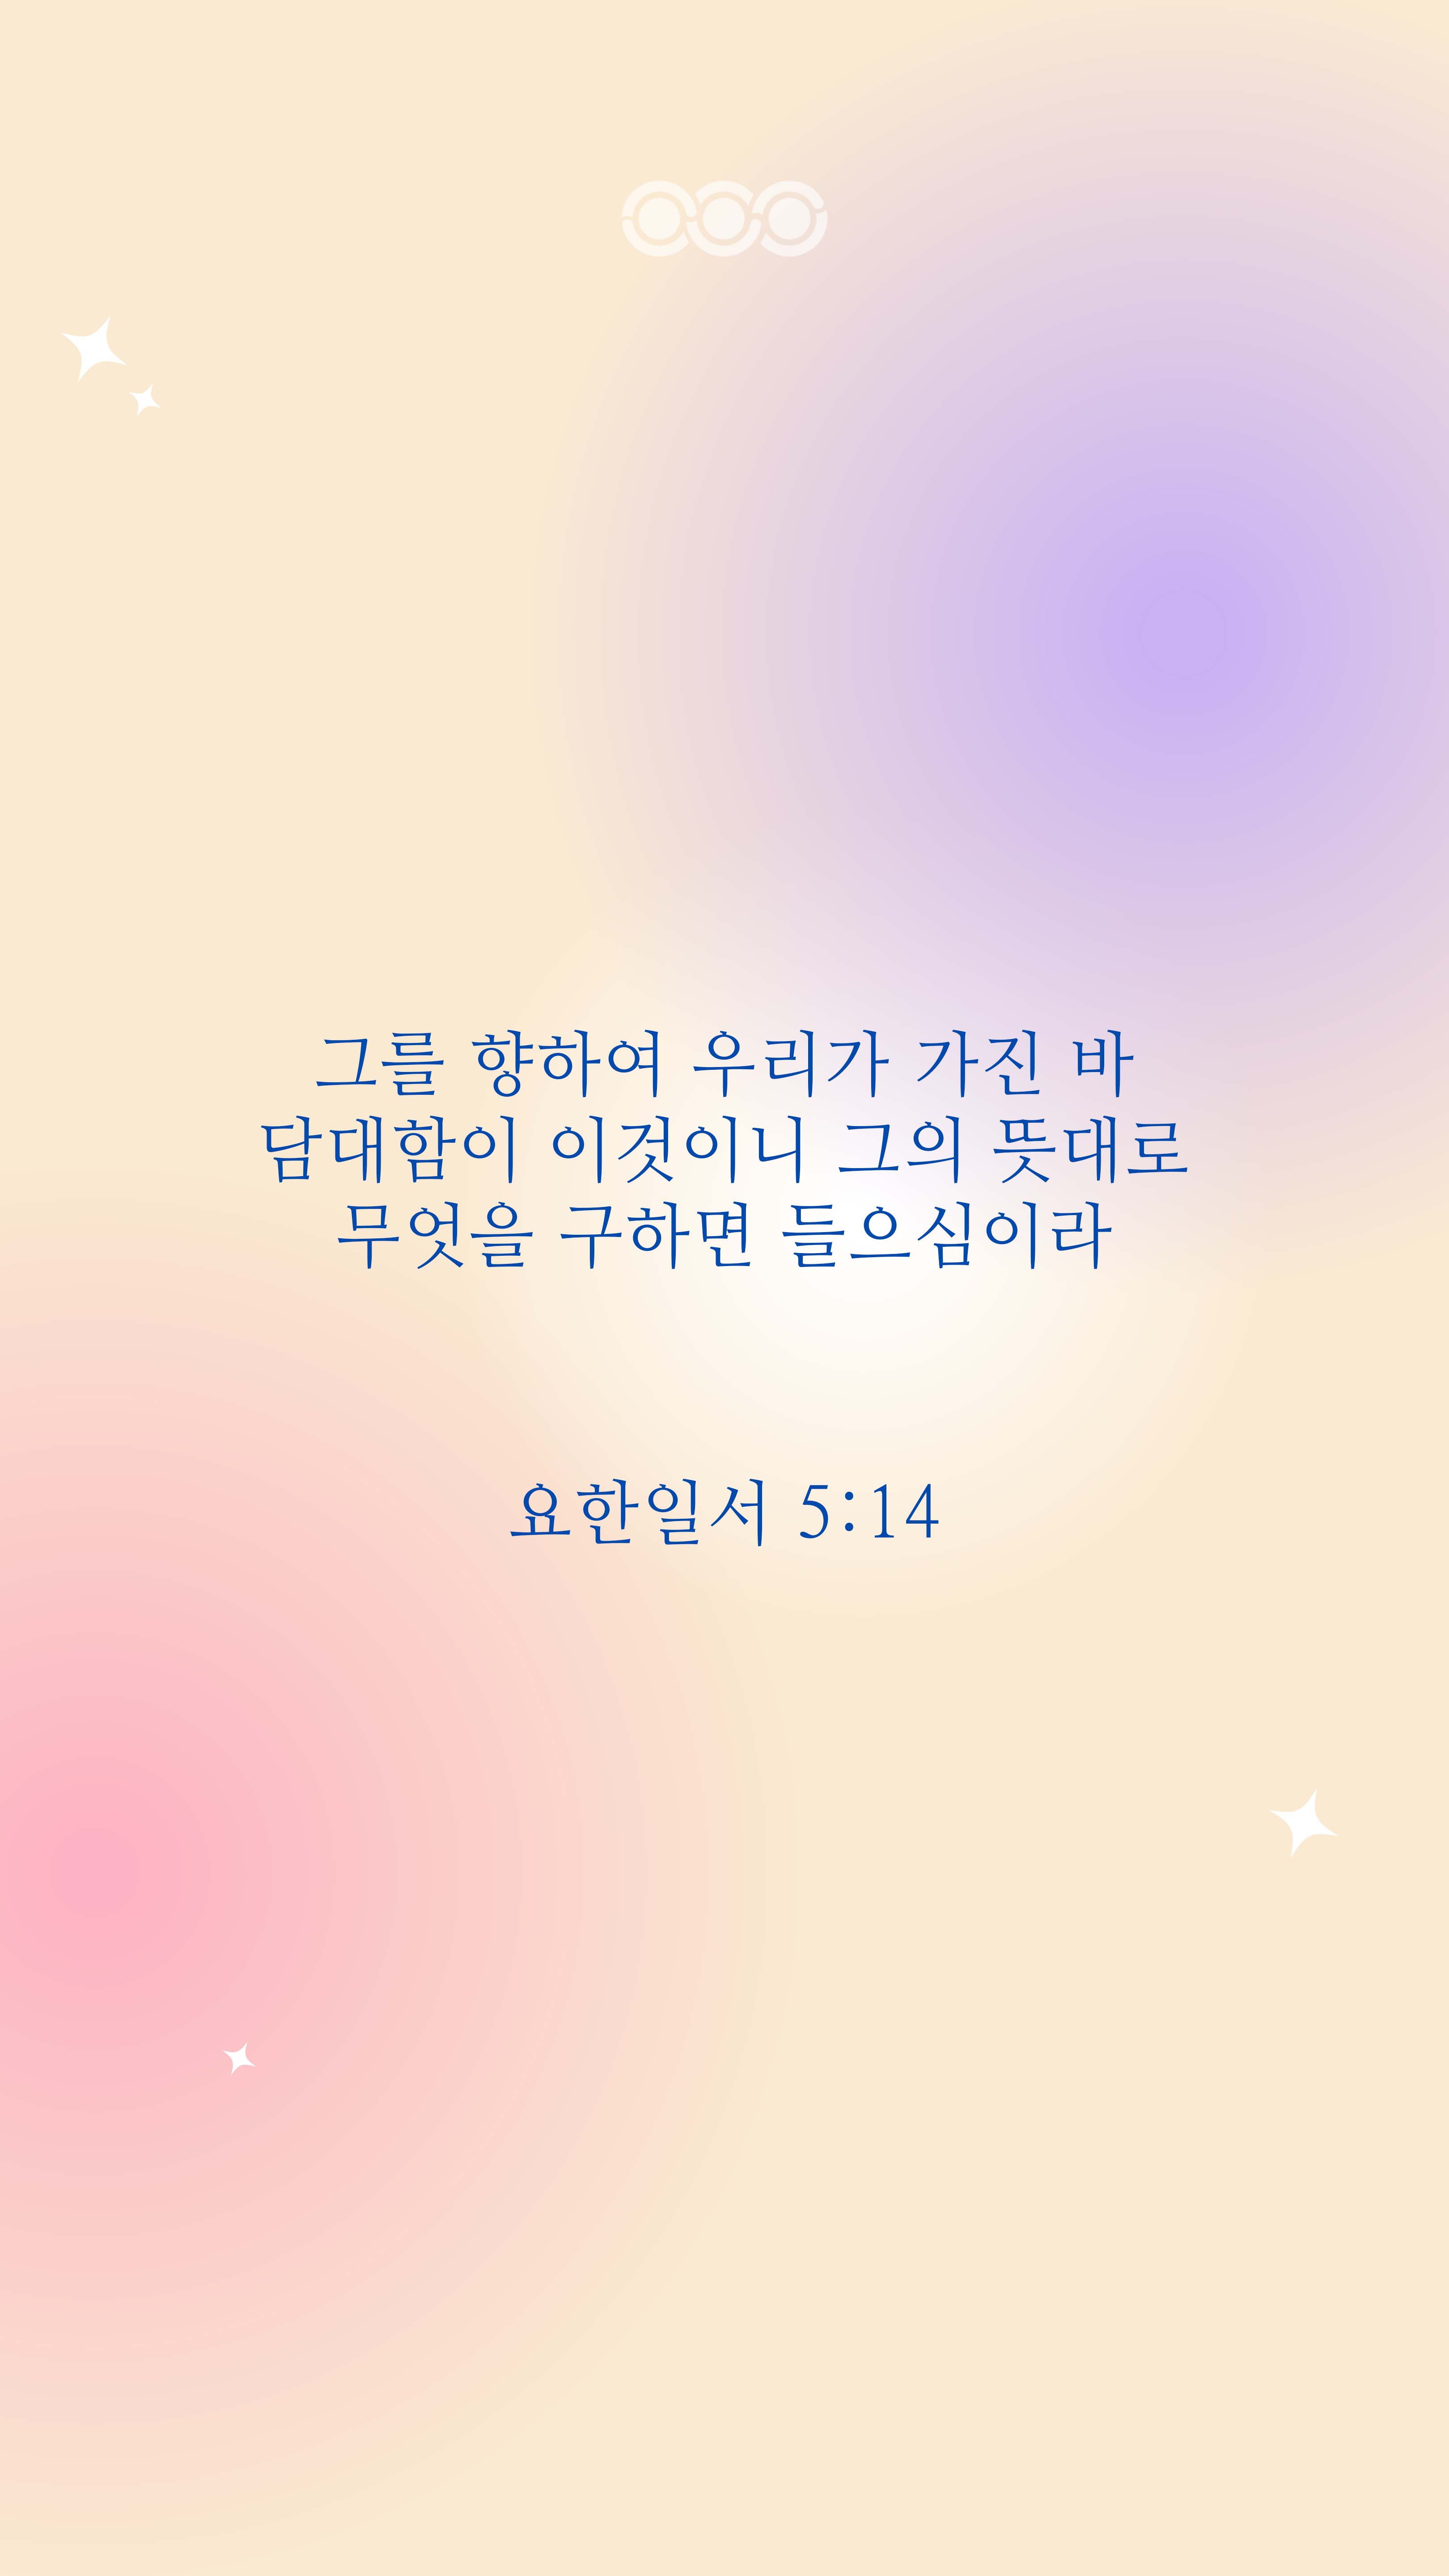 그를 향하여 우리가 가진 바
담대함이 이것이니 그의 뜻대로
무엇을 구하면 들으심이라
요한일서 5:14